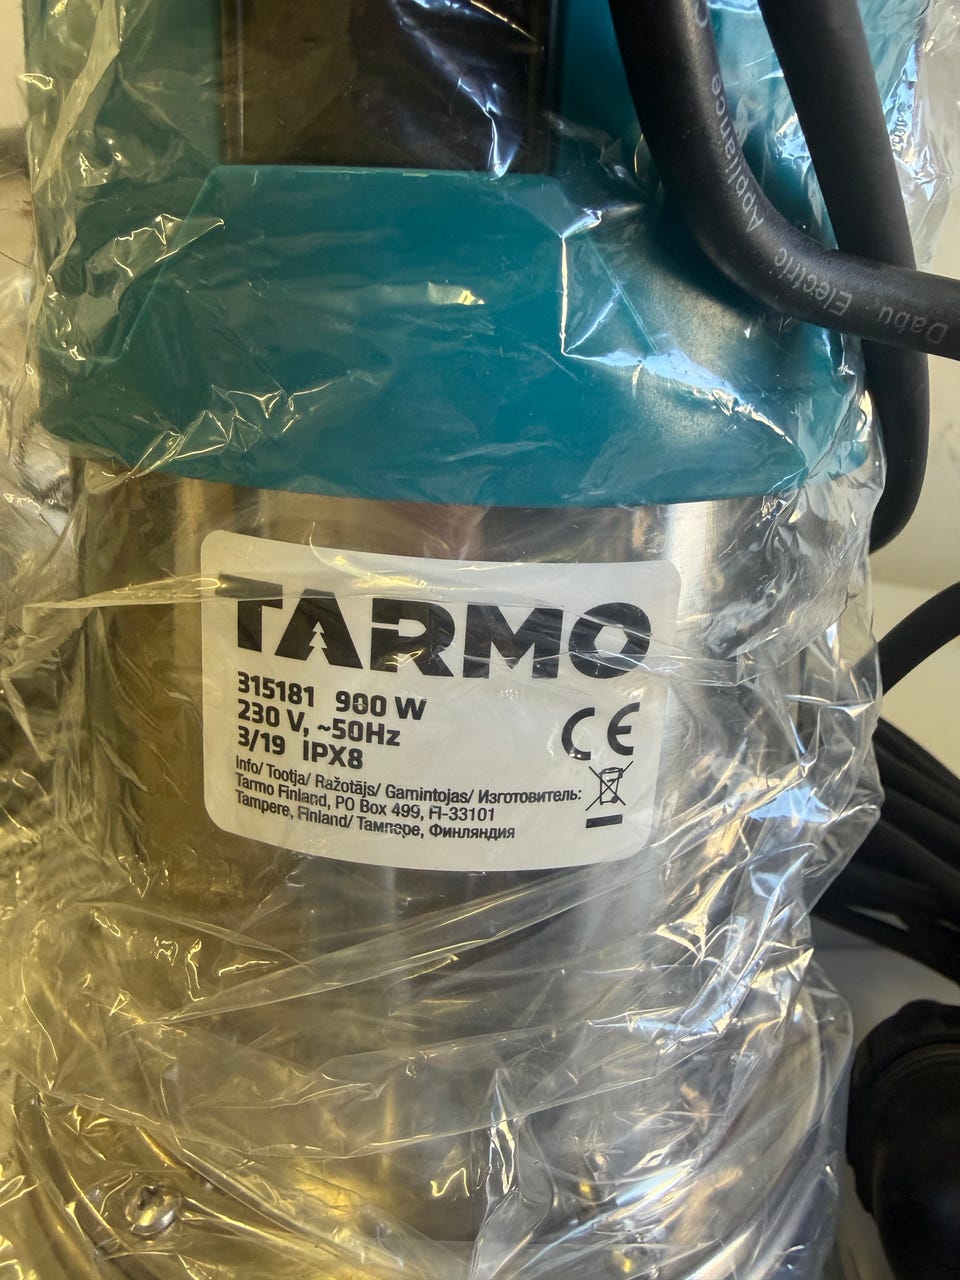 Dabu Electric Appliance
TARMO
315181 900 W
230 V, ~50Hz
3/19 IPX8
CE
Info/ Tootja/ Ražotājs/ Gamintojas/ Изготовитель:
Tarmo Finland, PO Box 499, FI-33101
Tampere, Finland/ Тампере, Финляндия